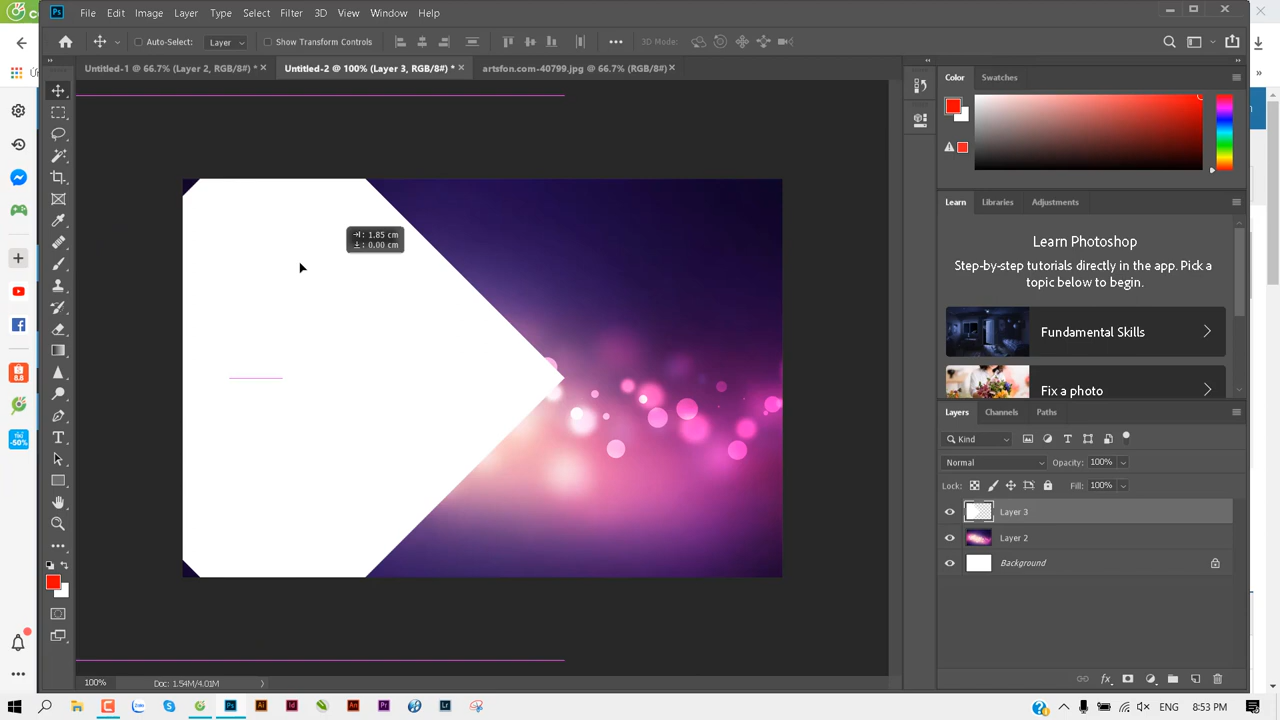 File Edit Image Layer Type Select Filter 3D View Window Help
Auto-Select: Layer Show Transform Controls 3D Mode:
Untitled-1 @ 66.7% (Layer 2, RGB/8#) * × Untitled-2 @ 100% (Layer 3, RGB/8#) * × artsfon.com-40799.jpg @ 66.7% (RGB/8#) ×
Color Swatches
Learn Libraries Adjustments
1.85 cm
0.00 cm
Learn Photoshop
Step-by-step tutorials directly in the app. Pick a
topic below to begin.
Fundamental Skills
Fix a photo
Layers Channels Paths
Kind
Normal Opacity: 100%
Lock: Fill: 100%
Layer 3
Layer 2
Background
100% Doc: 1.54M/4.01M
ENG 8:53 PM